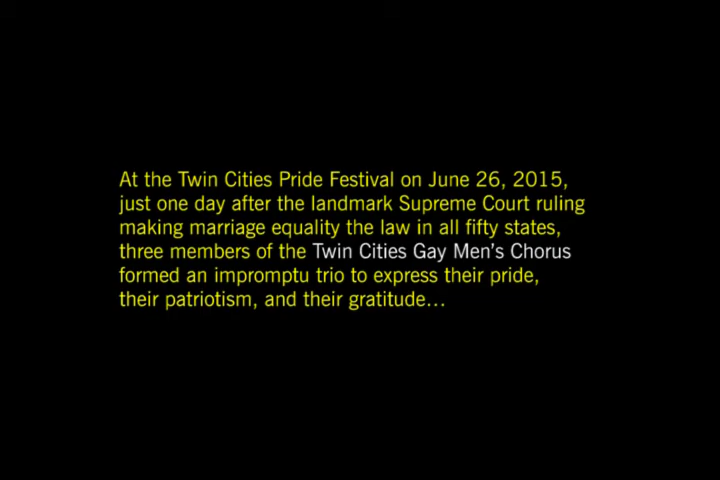 At the Twin Cities Pride Festival on June 26, 2015,
just one day after the landmark Supreme Court ruling
making marriage equality the law in all fifty states,
three members of the Twin Cities Gay Men's Chorus
formed an impromptu trio to express their pride,
their patriotism, and their gratitude…